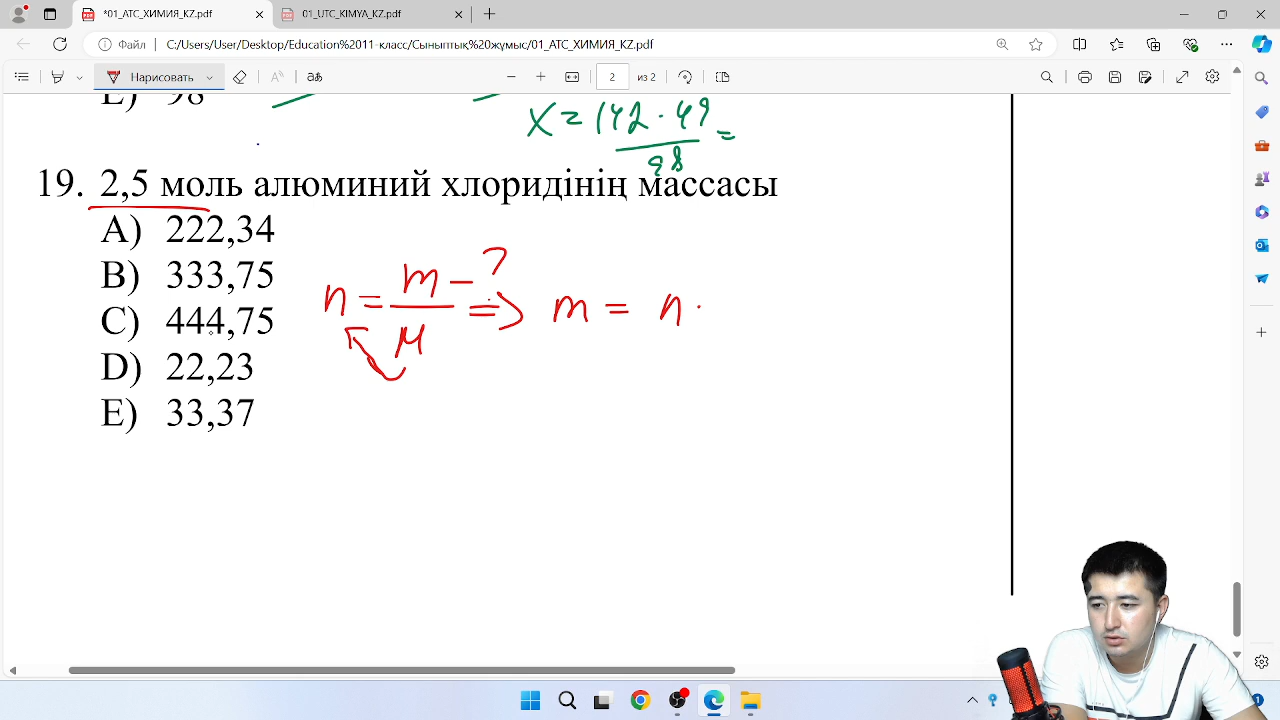 *01_АТС_ХИМИЯ_KZ.pdf
01_UTC_KIMYA_KZ.pdf
Файл
C:/Users/User/Desktop/Education%2011-класс/Сыныптық%20жұмыс/01_АТС_ХИМИЯ_KZ.pdf
Нарисовать
2
из 2
E) 98
x = 142 · 49 / 98 =
19. 2,5 моль алюминий хлоридінің массасы
A) 222,34
B) 333,75
C) 444,75
D) 22,23
E) 33,37
n = m – ? / M => m = n ·
1